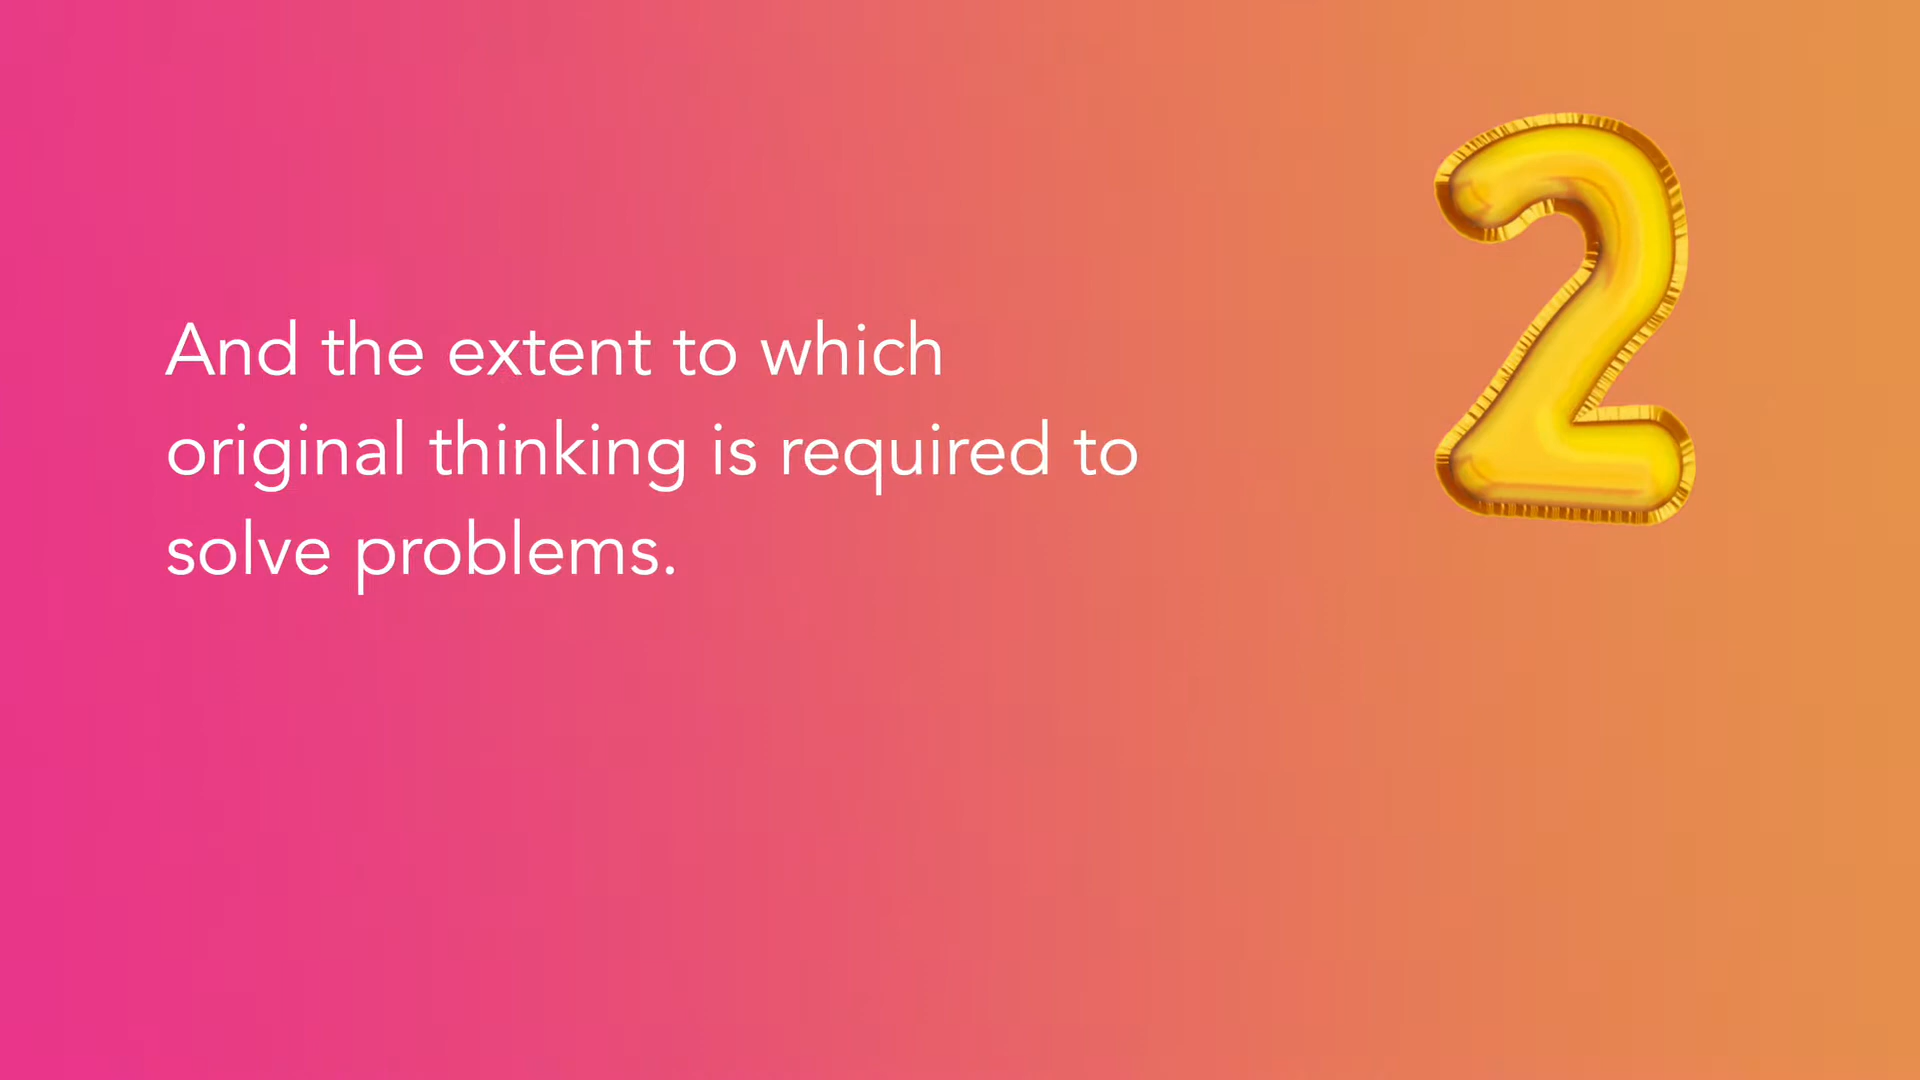 2
And the extent to which
original thinking is required to
solve problems.